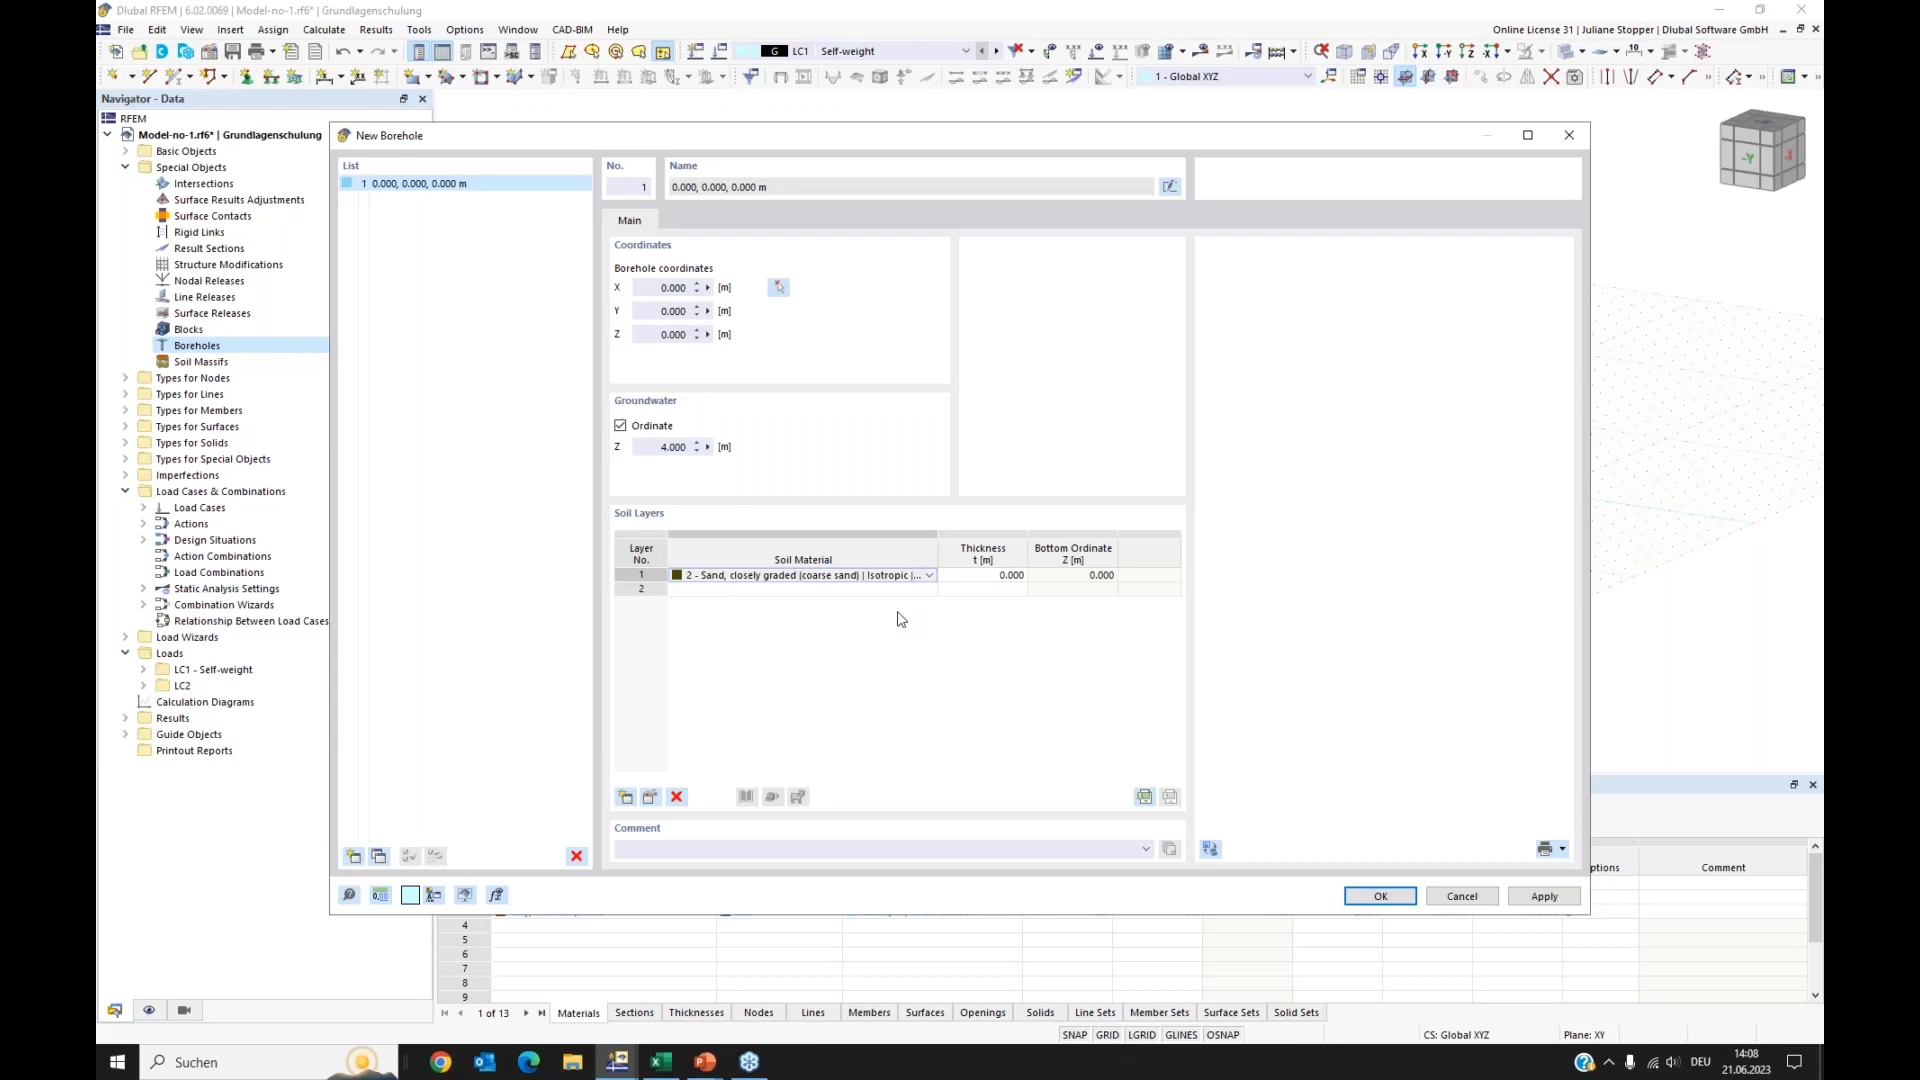 Dlubal RFEM | 6.02.0069 | Model-no-1.rf6* | Grundlagenschulung
File Edit View Insert Assign Calculate Results Tools Options Window CAD-BIM Help
Online License 31 | Juliane Stopper | Dlubal Software GmbH
G LC1 Self-weight
1 - Global XYZ
Navigator - Data
RFEM
Model-no-1.rf6* | Grundlagenschulung
Basic Objects
Special Objects
Intersections
Surface Results Adjustments
Surface Contacts
Rigid Links
Result Sections
Structure Modifications
Nodal Releases
Line Releases
Surface Releases
Blocks
Boreholes
Soil Massifs
Types for Nodes
Types for Lines
Types for Members
Types for Surfaces
Types for Solids
Types for Special Objects
Imperfections
Load Cases & Combinations
Load Cases
Actions
Design Situations
Action Combinations
Load Combinations
Static Analysis Settings
Combination Wizards
Relationship Between Load Cases
Load Wizards
Loads
LC1 - Self-weight
LC2
Calculation Diagrams
Results
Guide Objects
Printout Reports
New Borehole
List
1 0.000, 0.000, 0.000 m
No.
1
Name
0.000, 0.000, 0.000 m
Main
Coordinates
Borehole coordinates
X 0.000 [m]
Y 0.000 [m]
Z 0.000 [m]
Groundwater
Ordinate
Z 4.000 [m]
Soil Layers
Layer No. Soil Material Thickness t [m] Bottom Ordinate Z [m]
1 2 - Sand, closely graded (coarse sand) | Isotropic |... 0.000 0.000
2
Comment
OK Cancel Apply
-Y -X
ptions Comment
4
5
6
7
8
9
1 of 13 Materials Sections Thicknesses Nodes Lines Members Surfaces Openings Solids Line Sets Member Sets Surface Sets Solid Sets
SNAP GRID LGRID GLINES OSNAP CS: Global XYZ Plane: XY
Suchen
DEU
14:08
21.06.2023